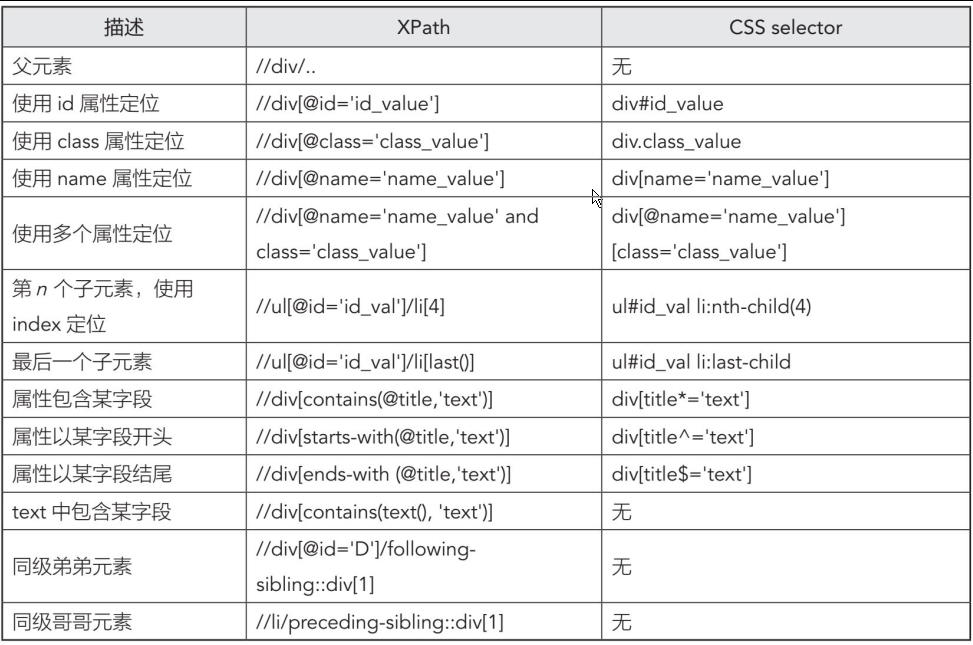 描述 XPath CSS selector
父元素 //div/.. 无
使用 id 属性定位 //div[@id='id_value'] div#id_value
使用 class 属性定位 //div[@class='class_value'] div.class_value
使用 name 属性定位 //div[@name='name_value'] div[name='name_value']
使用多个属性定位 //div[@name='name_value' and div[@name='name_value']
class='class_value'] [class='class_value']
第 n 个子元素，使用
index 定位 //ul[@id='id_val']/li[4] ul#id_val li:nth-child(4)
最后一个子元素 //ul[@id='id_val']/li[last()] ul#id_val li:last-child
属性包含某字段 //div[contains(@title,'text')] div[title*='text']
属性以某字段开头 //div[starts-with(@title,'text')] div[title^='text']
属性以某字段结尾 //div[ends-with (@title,'text')] div[title$='text']
text 中包含某字段 //div[contains(text(), 'text')] 无
同级弟弟元素 //div[@id='D']/following- 无
sibling::div[1]
同级哥哥元素 //li/preceding-sibling::div[1] 无